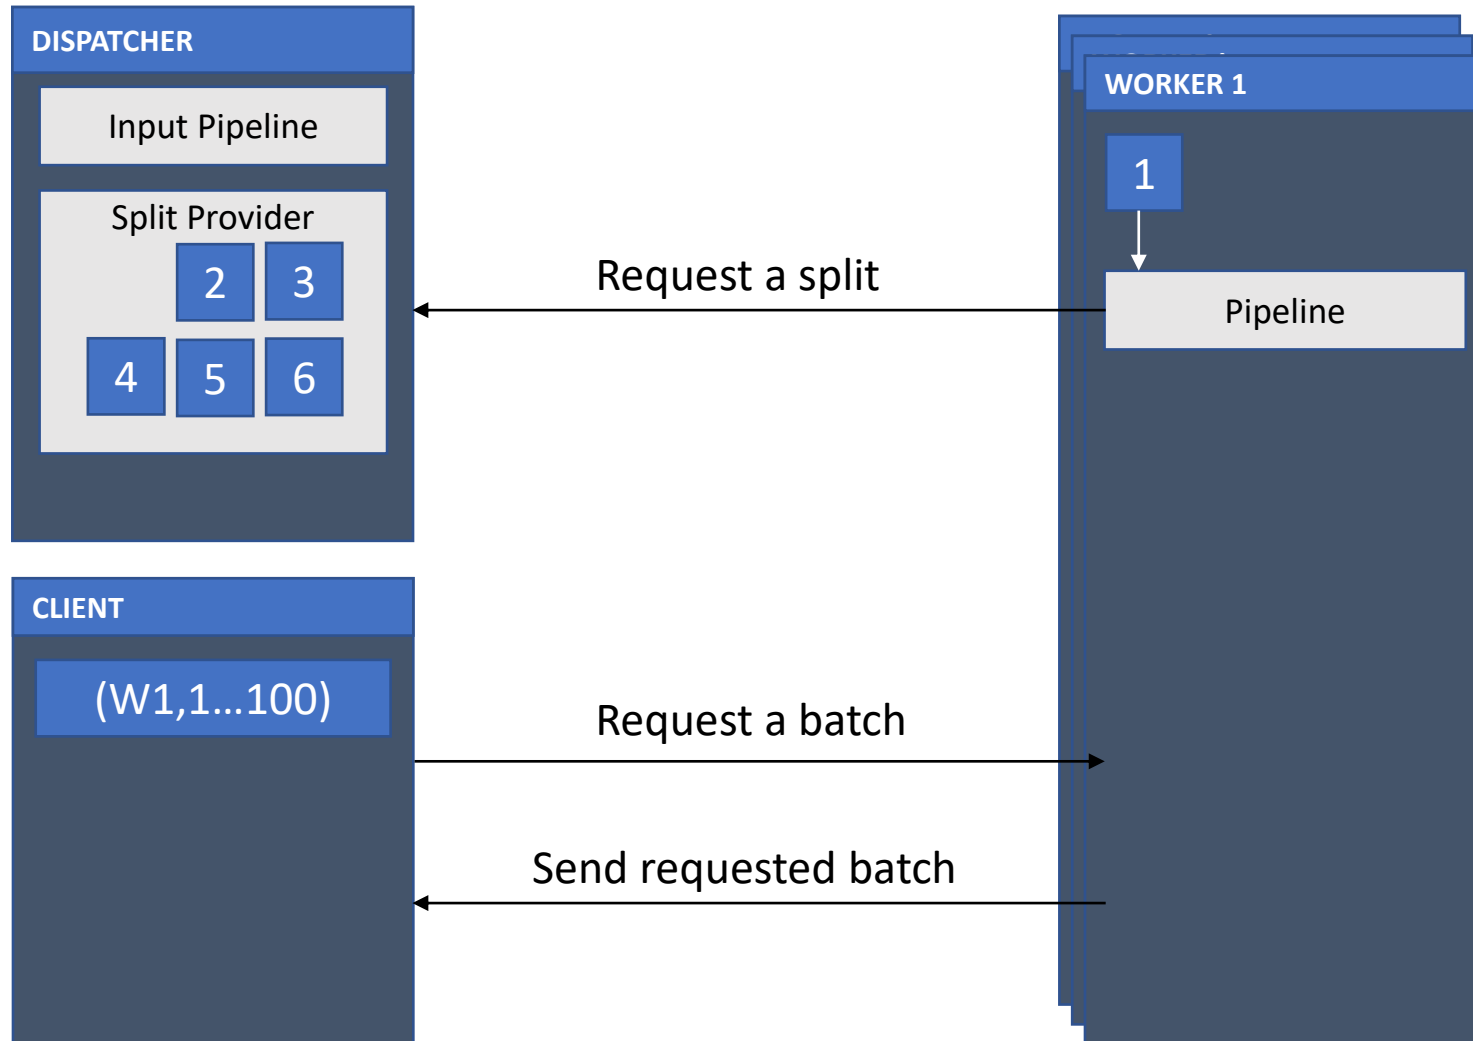 DISPATCHER
Input Pipeline
Split Provider
2 3
4 5 6
Request a split
WORKER 1
1
Pipeline
CLIENT
(W1,1...100)
Request a batch
Send requested batch